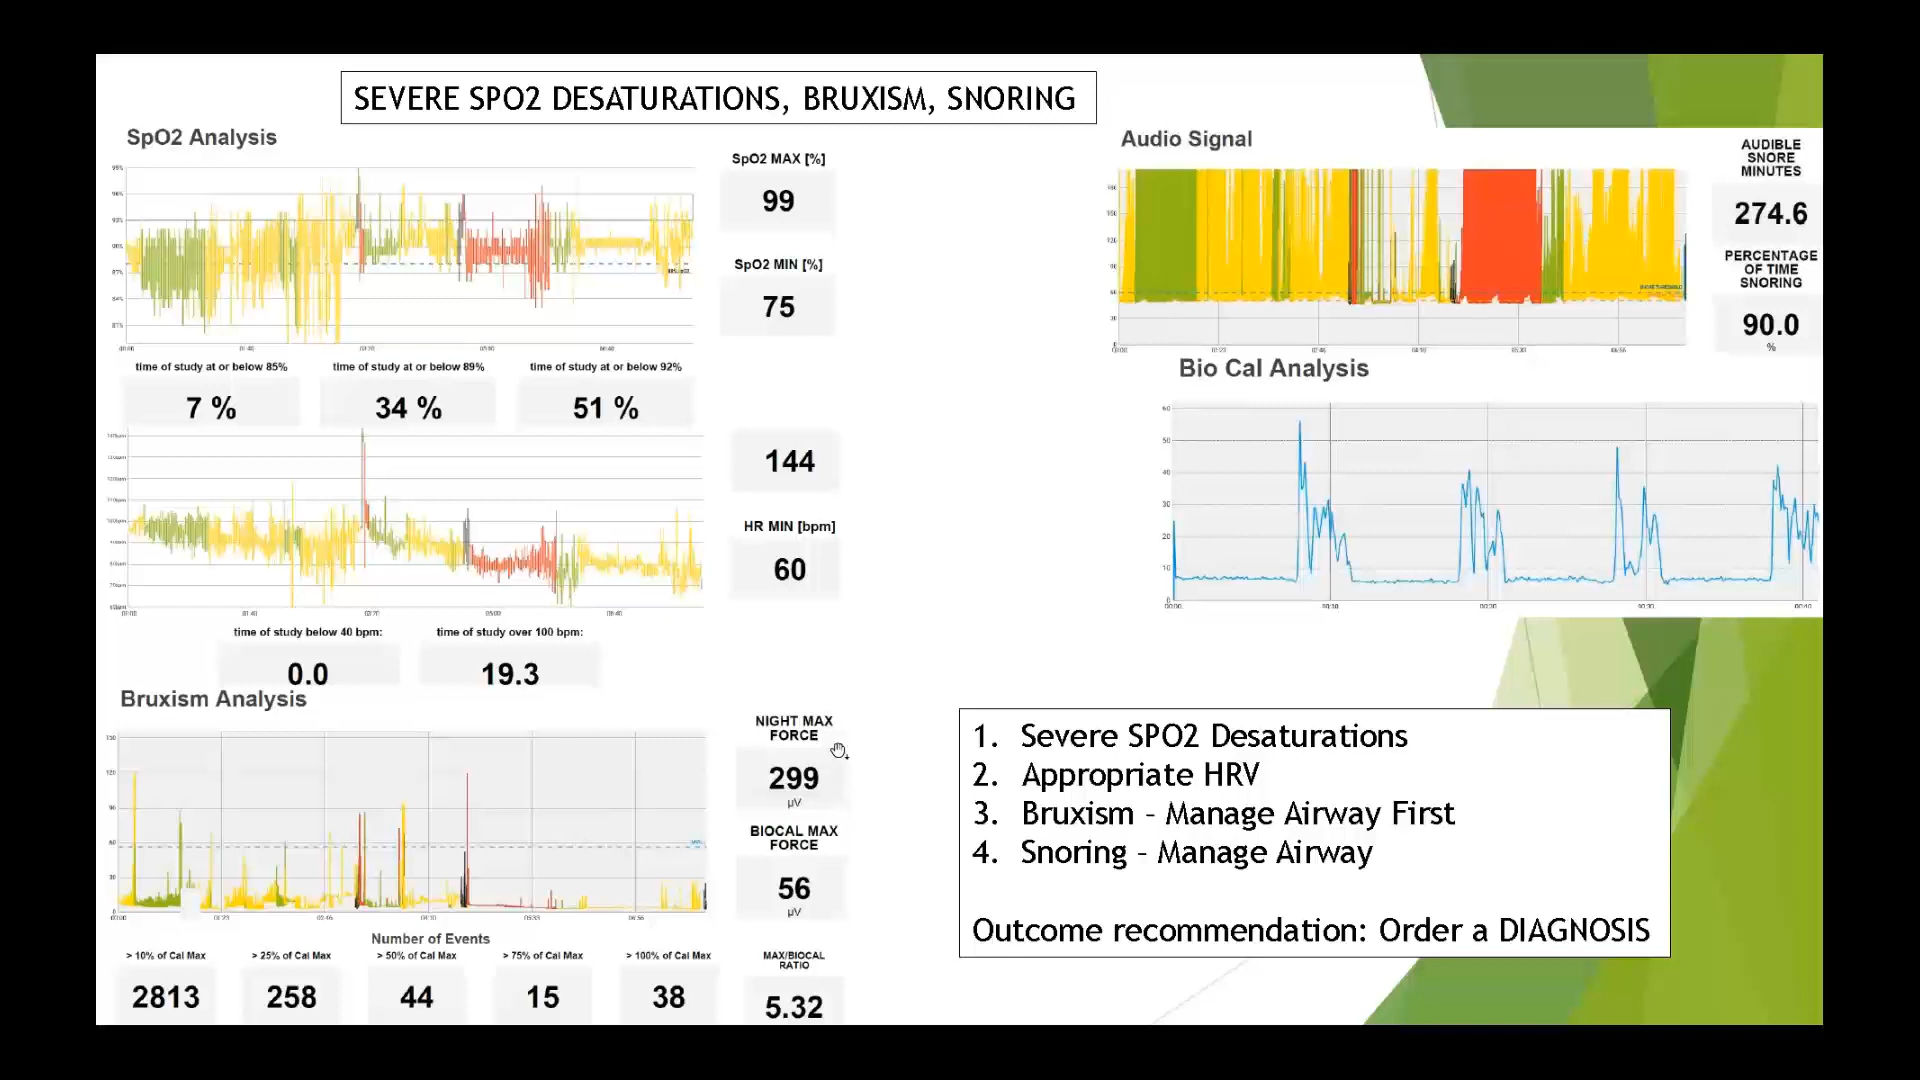 SEVERE SPO2 DESATURATIONS, BRUXISM, SNORING
SpO2 Analysis
SpO2 MAX [%]
99
SpO2 MIN [%]
75
time of study at or below 85%
time of study at or below 89%
time of study at or below 92%
7 %
34 %
51 %
144
HR MIN [bpm]
60
time of study below 40 bpm:
time of study over 100 bpm:
0.0
19.3
Bruxism Analysis
NIGHT MAX
FORCE
299
µV
BIOCAL MAX
FORCE
56
µV
Number of Events
> 10% of Cal Max
> 25% of Cal Max
> 50% of Cal Max
> 75% of Cal Max
> 100% of Cal Max
MAX/BIOCAL
RATIO
2813
258
44
15
38
5.32
Audio Signal
AUDIBLE
SNORE
MINUTES
274.6
PERCENTAGE
OF TIME
SNORING
90.0
%
Bio Cal Analysis
60
50
40
30
20
10
0
1. Severe SPO2 Desaturations
2. Appropriate HRV
3. Bruxism – Manage Airway First
4. Snoring – Manage Airway
Outcome recommendation: Order a DIAGNOSIS